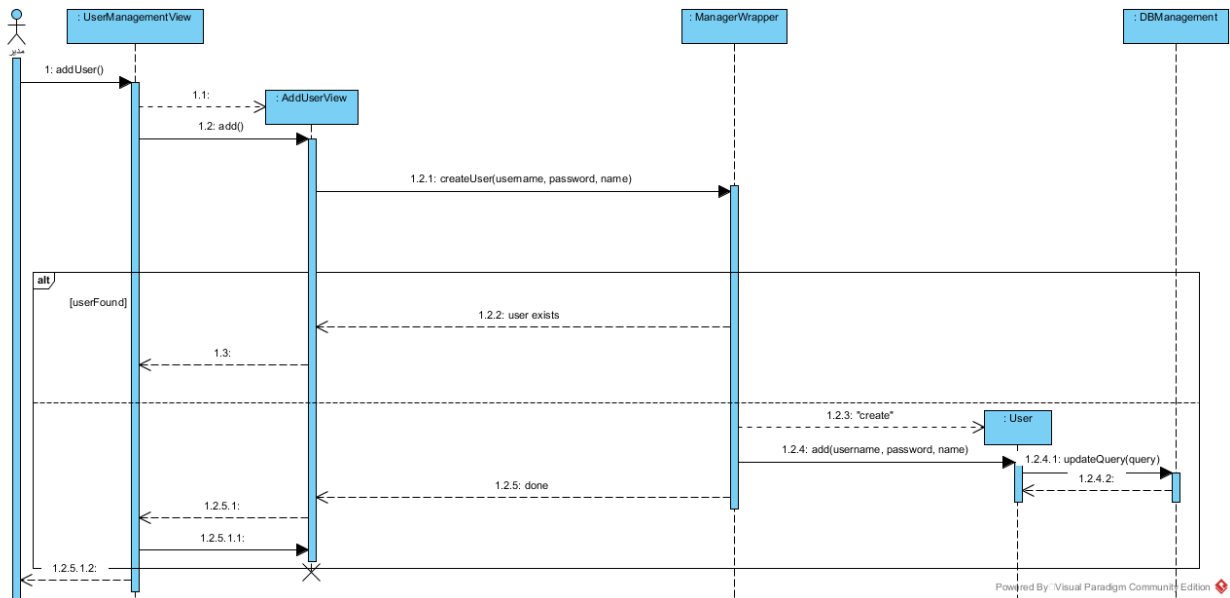 : UserManagementView
: ManagerWrapper
: DBManagement
مدير
1: addUser()
1.1:
: AddUserView
1.2: add()
1.2.1: createUser(username, password, name)
alt
[userFound]
1.2.2: user exists
1.3:
1.2.3: "create"
: User
1.2.4: add(username, password, name)
1.2.4.1: updateQuery(query)
1.2.4.2:
1.2.5: done
1.2.5.1:
1.2.5.1.1:
1.2.5.1.2:
Powered By Visual Paradigm Community Edition